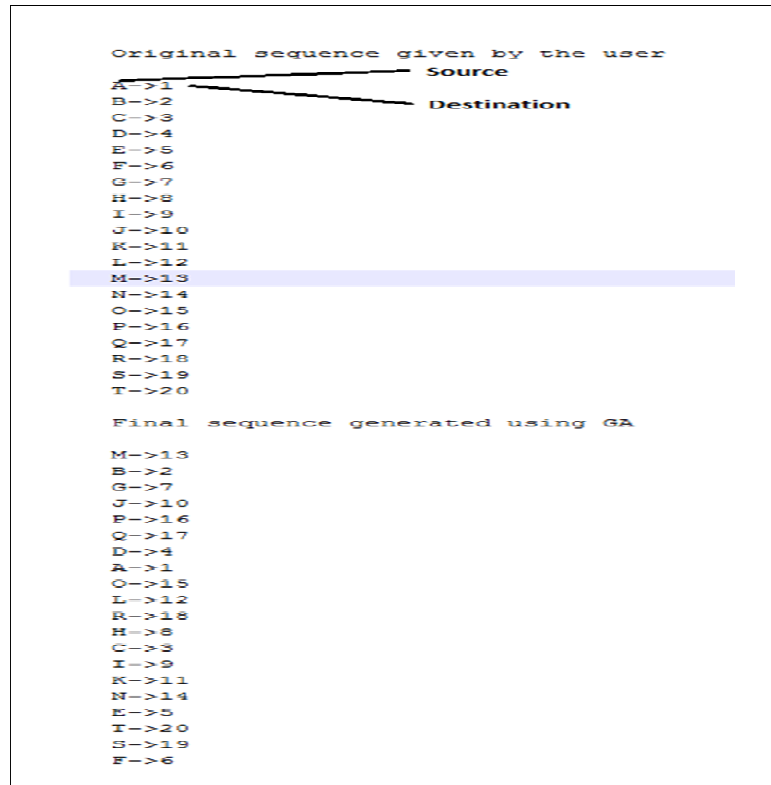 Original sequence given by the user
Source
A->1
Destination
B->2
C->3
D->4
E->5
F->6
G->7
H->8
I->9
J->10
K->11
L->12
M->13
N->14
O->15
P->16
Q->17
R->18
S->19
T->20
Final sequence generated using GA
M->13
B->2
G->7
J->10
P->16
Q->17
D->4
A->1
O->15
L->12
R->18
H->8
C->3
I->9
K->11
N->14
E->5
T->20
S->19
F->6